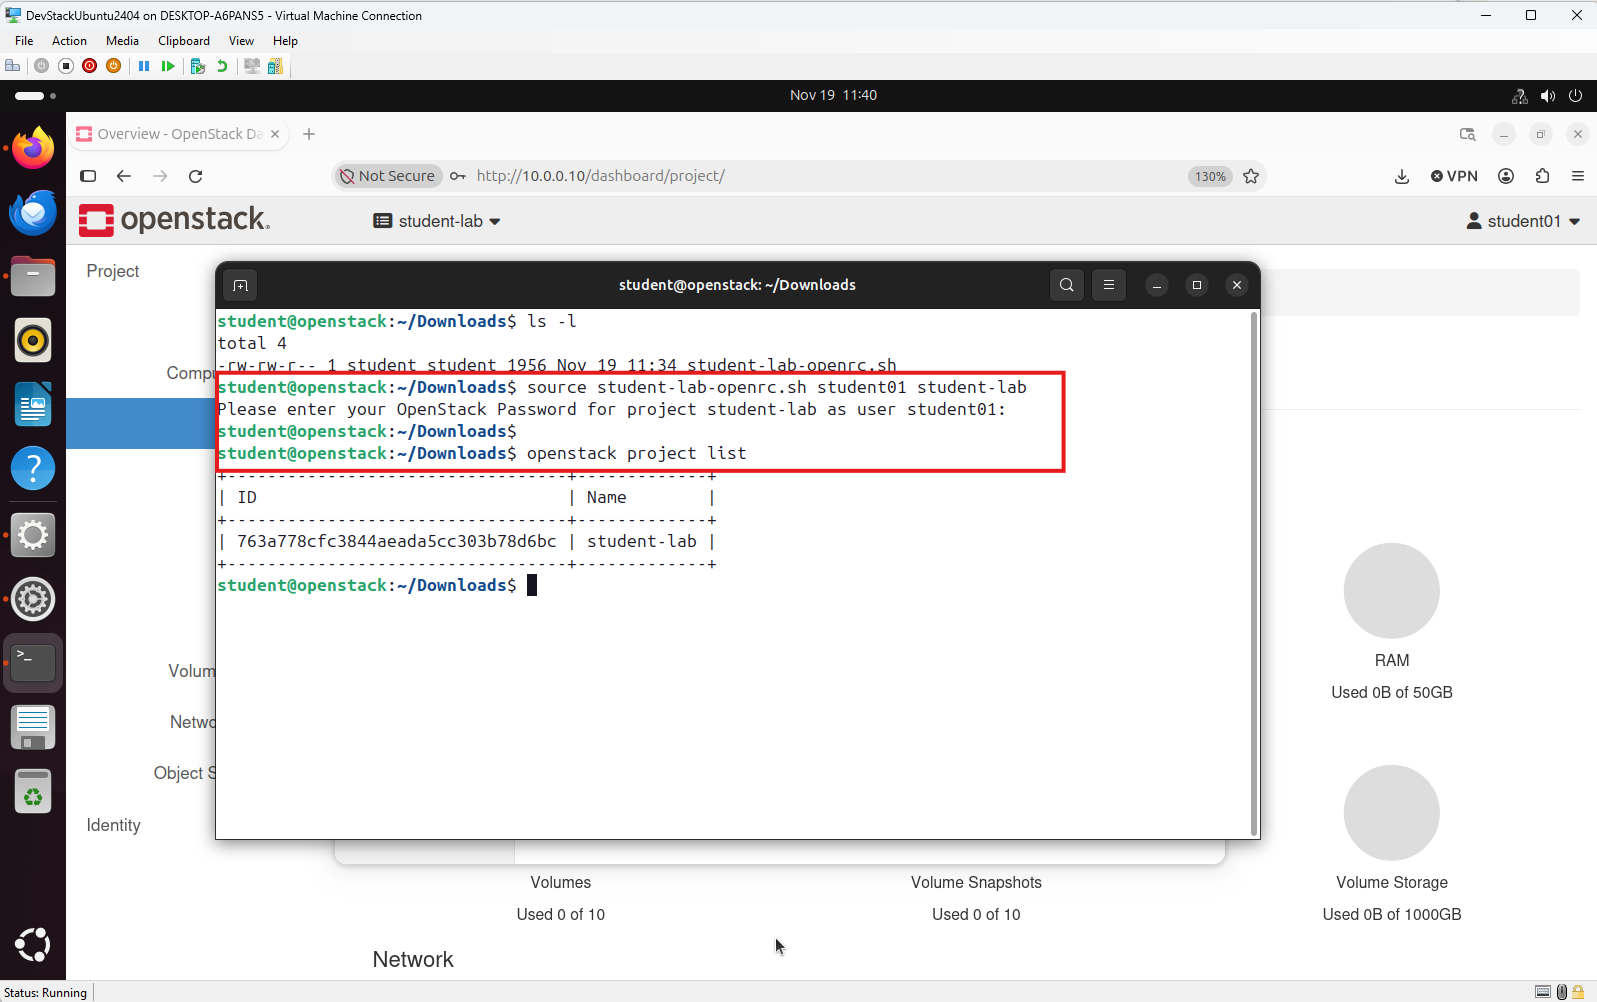 DevStackUbuntu2404 on DESKTOP-A6PANS5 - Virtual Machine Connection
File Action Media Clipboard View Help
Nov 19 11:40
Overview - OpenStack Da
Not Secure http://10.0.0.10/dashboard/project/ 130% VPN
openstack. student-lab student01
Project
student@openstack: ~/Downloads
student@openstack:~/Downloads$ ls -l
total 4
-rw-rw-r-- 1 student student 1956 Nov 19 11:34 student-lab-openrc.sh
student@openstack:~/Downloads$ source student-lab-openrc.sh student01 student-lab
Please enter your OpenStack Password for project student-lab as user student01:
student@openstack:~/Downloads$
student@openstack:~/Downloads$ openstack project list
+----------------------------------+-------------+
| ID                               | Name        |
+----------------------------------+-------------+
| 763a778cfc3844aeada5cc303b78d6bc | student-lab |
+----------------------------------+-------------+
student@openstack:~/Downloads$
Compu
Volum
Netwo
Object S
Identity
RAM
Used 0B of 50GB
Volumes
Used 0 of 10
Volume Snapshots
Used 0 of 10
Volume Storage
Used 0B of 1000GB
Network
Status: Running